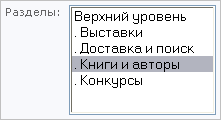 Разделы:
Верхний уровень
. Выставки
. Доставка и поиск
. Книги и авторы
. Конкурсы